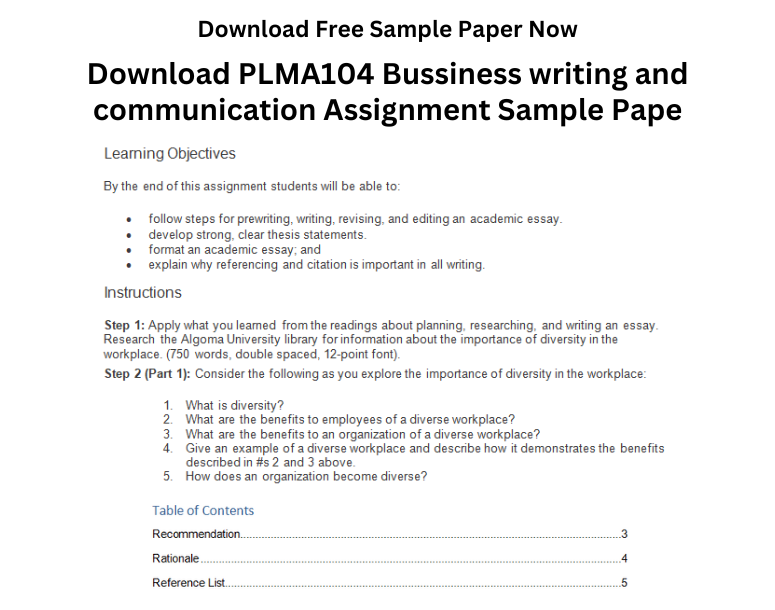 Download Free Sample Paper Now
Download PLMA104 Bussiness writing and
communication Assignment Sample Pape
Learning Objectives
By the end of this assignment students will be able to:
• follow steps for prewriting, writing, revising, and editing an academic essay.
• develop strong, clear thesis statements.
• format an academic essay; and
• explain why referencing and citation is important in all writing.
Instructions
Step 1: Apply what you learned from the readings about planning, researching, and writing an essay.
Research the Algoma University library for information about the importance of diversity in the
workplace. (750 words, double spaced, 12-point font).
Step 2 (Part 1): Consider the following as you explore the importance of diversity in the workplace:
1. What is diversity?
2. What are the benefits to employees of a diverse workplace?
3. What are the benefits to an organization of a diverse workplace?
4. Give an example of a diverse workplace and describe how it demonstrates the benefits
described in #s 2 and 3 above.
5. How does an organization become diverse?
Table of Contents
Recommendation....................3
Rationale....................4
Reference List....................5